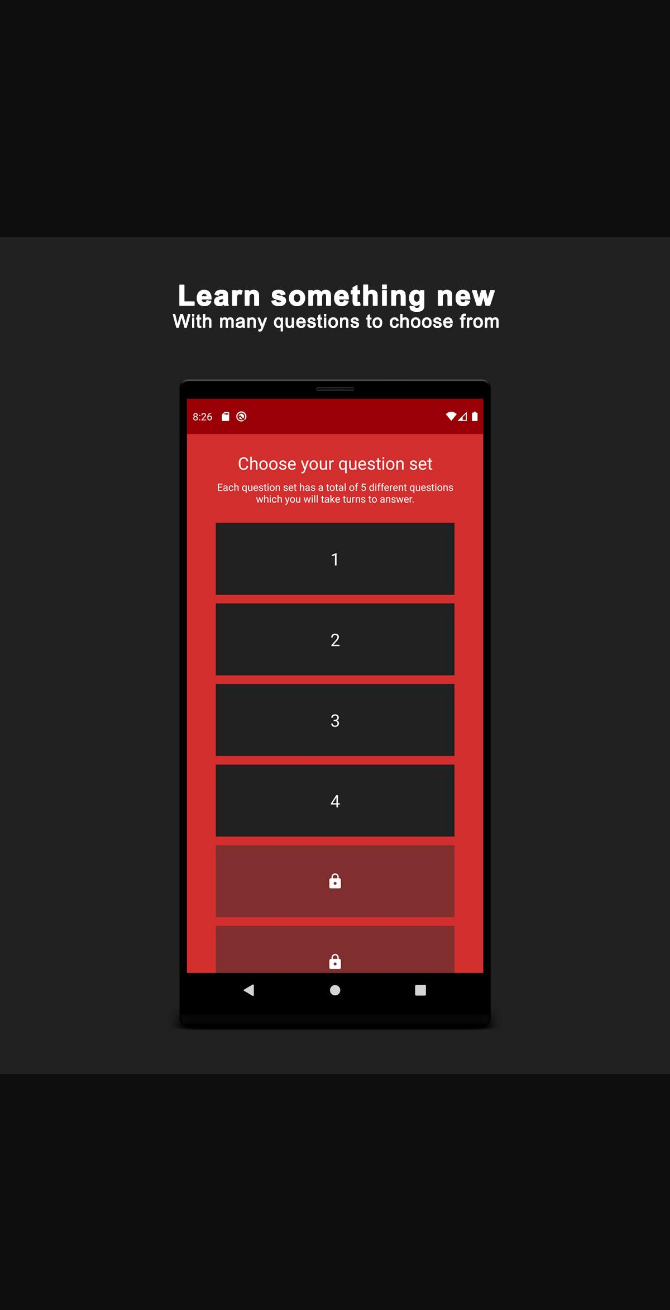 Learn something new
With many questions to choose from
8:26
Choose your question set
Each question set has a total of 5 different questions
which you will take turns to answer.
1
2
3
4